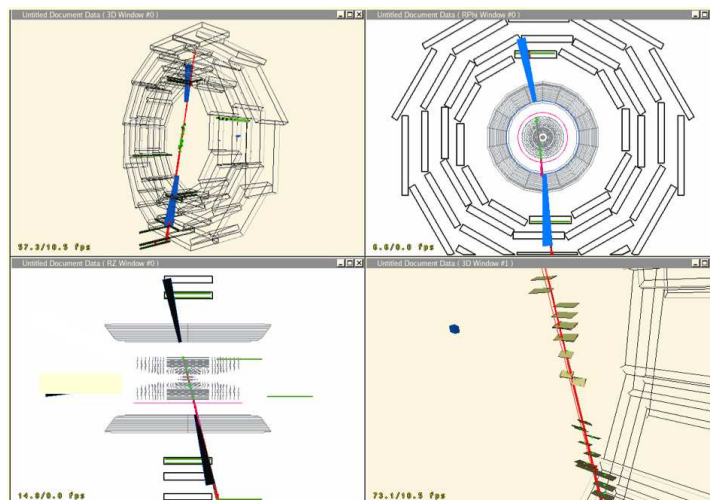 Untitled Document Data ( 3D Window #0)
Untitled Document Data ( RPhi Window #0)
57.3/10.5 fps
6.6/0.0 fps
Untitled Document Data ( RZ Window #0)
Untitled Document Data ( 3D Window #1)
14.8/0.0 fps
73.1/10.5 fps